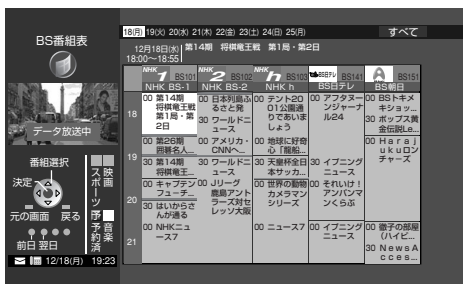 BS番組表
18(月) 19(火) 20(水) 21(木) 22(金) 23(土) 24(日) 25(月)
すべて
12月18日(水) 第14期 将棋竜王戦 第1局・第2日
18:00~18:55
NHK 1 BS101
NHK BS-1
NHK 2 BS102
NHK BS-2
NHK h BS103
NHK h
BS日テレ BS141
BS日テレ
BS151
BS朝日
データ放送中
番組選択
決定
元の画面 戻る
前日 翌日
映画
スポーツ
音楽
予約済
12/18(月) 19:23
18
19
20
21
00 第14期
将棋竜王
戦第1局・第
2日
00 第26期
囲碁名人...
30 第14期
将棋竜王...
00 キャプテン
フューチ...
30 はいからさ
んが通る
00 NHKニュ
ース7
00 日本列島ふ
るさと発
30 ワールドニ
ュース
00 アメリカ・
CNNへ...
30 ワールドニ
ュース
00 Jリーグ
鹿島アント
ラーズ対セ
レッソ大阪
00 テント20
01公園通
りであいま
しょう
00 地球に好奇
心「龍船...
30 天皇杯全日
本サッカ...
00 世界の動物
カメラマン
シリーズ
00 ニュース7
00 アフタヌー
ンジャーナ
ル24
30 イブニング
ニュース
00 それいけ!
アンパンマ
ンくらぶ
00 イブニング
ニュース
00 BSトキメ
キショッ...
30 ポップス黄
金伝説Le...
00 Haraj
ukuロン
チャーズ
00 徹子の部屋
(ハイビ...
30 NewsA
cces...